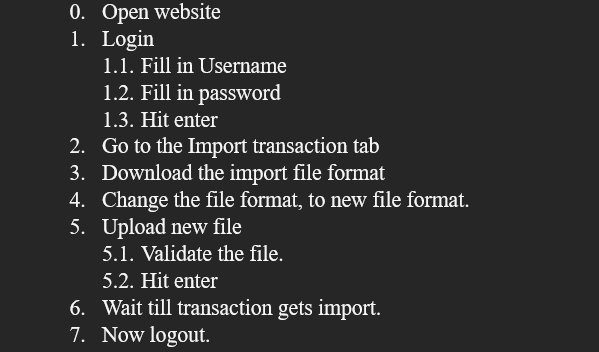 0. Open website
1. Login
1.1. Fill in Username
1.2. Fill in password
1.3. Hit enter
2. Go to the Import transaction tab
3. Download the import file format
4. Change the file format, to new file format.
5. Upload new file
5.1. Validate the file.
5.2. Hit enter
6. Wait till transaction gets import.
7. Now logout.